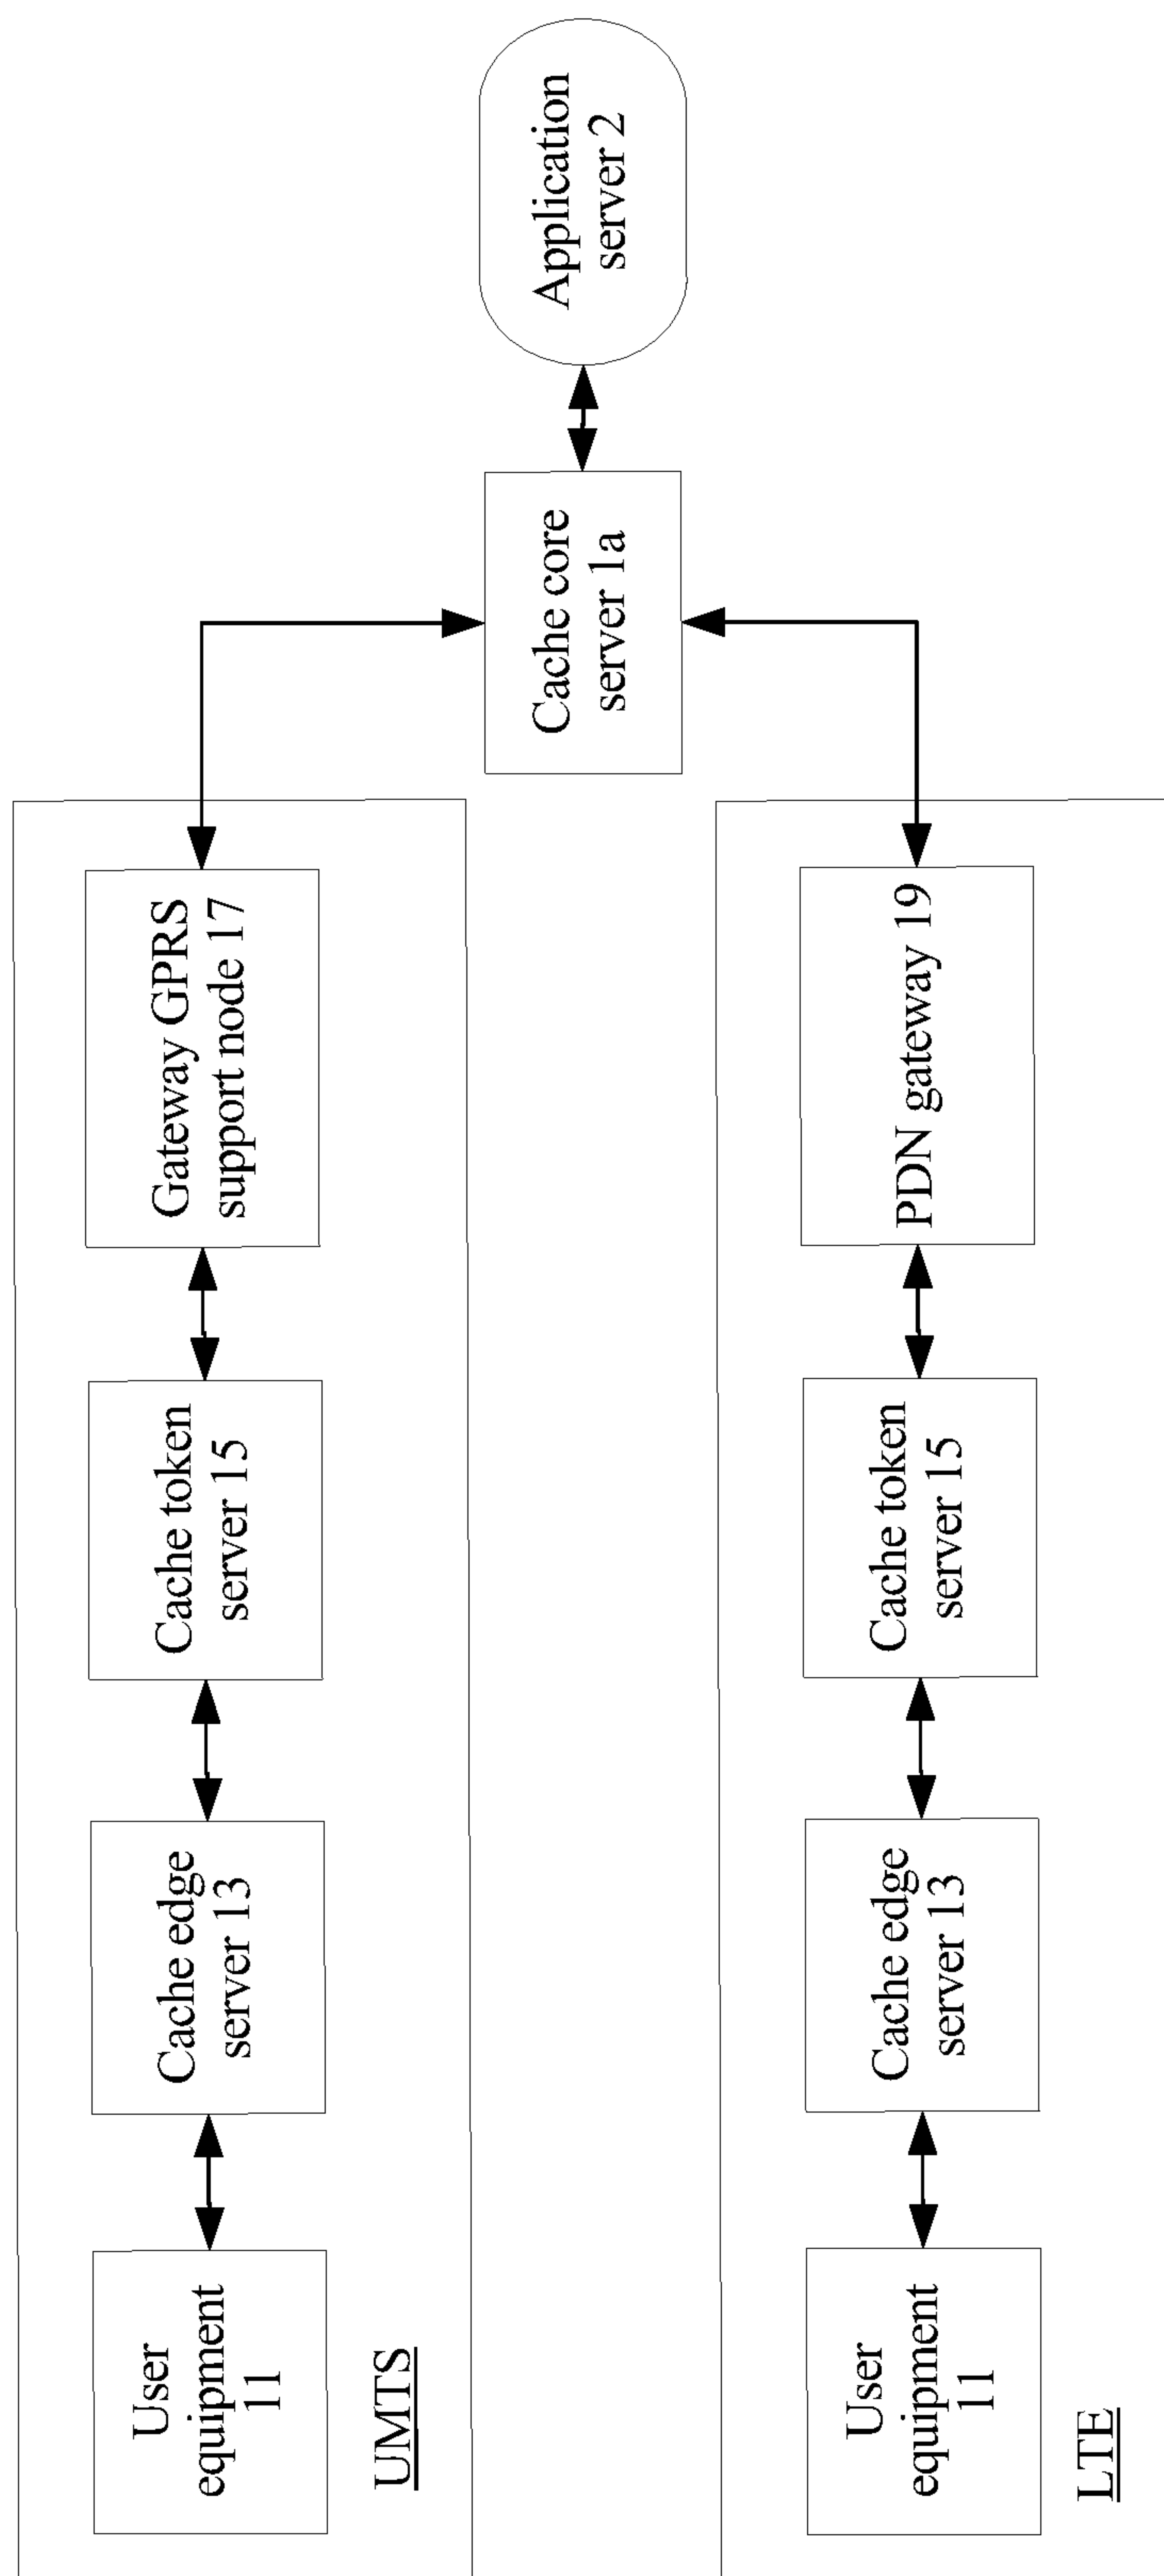 User
equipment
11
Cache edge
server 13
Cache token
server 15
Gateway GPRS
support node 17
UMTS
Cache core
server 1a
Application
server 2
User
equipment
11
Cache edge
server 13
Cache token
server 15
PDN gateway 19
LTE